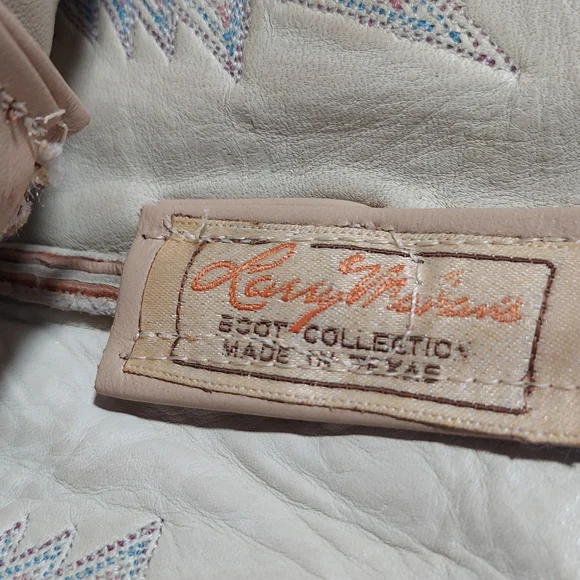 Larry Mahan's
BOOT COLLECTION
MADE IN TEXAS